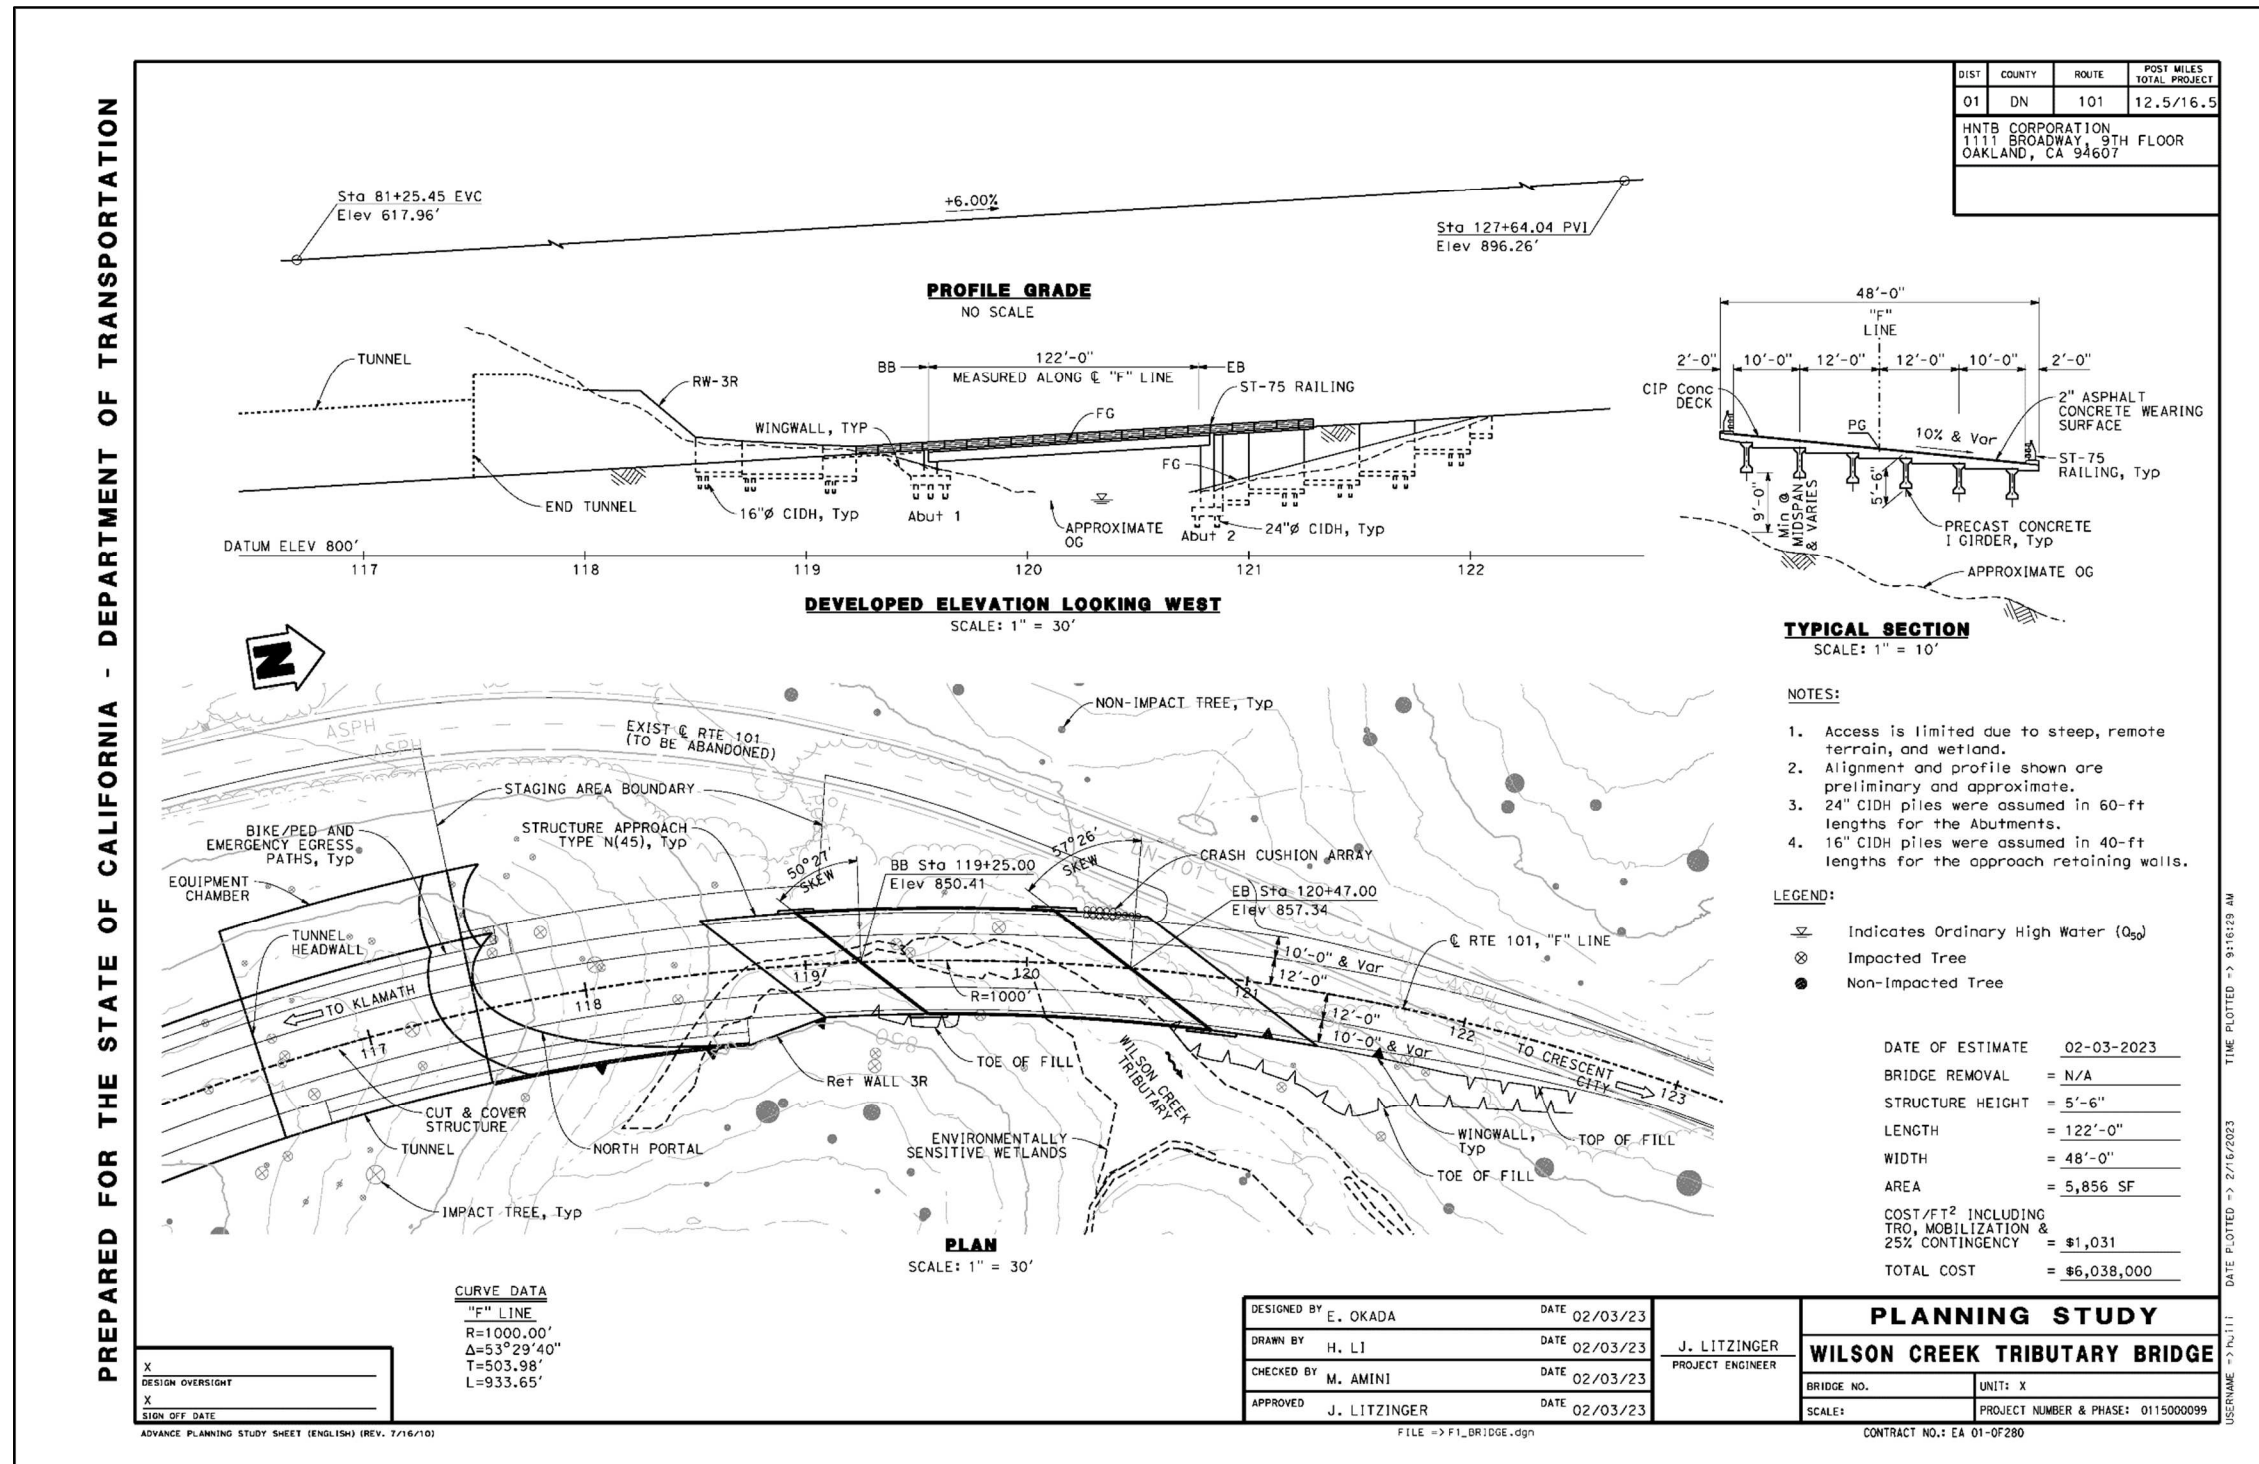 PREPARED FOR THE STATE OF CALIFORNIA - DEPARTMENT OF TRANSPORTATION
DIST COUNTY ROUTE POST MILES
TOTAL PROJECT
01 DN 101 12.5/16.5
HNTB CORPORATION
1111 BROADWAY, 9TH FLOOR
OAKLAND, CA 94607
Sta 81+25.45 EVC
Elev 617.96'
+6.00%
Sta 127+64.04 PVI
Elev 896.26'
PROFILE GRADE
NO SCALE
TUNNEL
RW-3R
BB
122'-0"
EB
MEASURED ALONG ℄ "F" LINE
ST-75 RAILING
WINGWALL, TYP
FG
FG
END TUNNEL
16"Ø CIDH, Typ
Abut 1
APPROXIMATE
OG
Abut 2
24"Ø CIDH, Typ
DATUM ELEV 800'
117
118
119
120
121
122
DEVELOPED ELEVATION LOOKING WEST
SCALE: 1" = 30'
48'-0"
"F"
LINE
2'-0" 10'-0" 12'-0" 12'-0" 10'-0" 2'-0"
CIP Conc
DECK
2" ASPHALT
CONCRETE WEARING
SURFACE
PG
10% & Var
ST-75
RAILING, Typ
9'-0"
Min @
MIDSPAN
& VARIES
5'-6"
PRECAST CONCRETE
I GIRDER, Typ
APPROXIMATE OG
TYPICAL SECTION
SCALE: 1" = 10'
N
ASPH
ASPH
EXIST ℄ RTE 101
(TO BE ABANDONED)
NON-IMPACT TREE, Typ
STAGING AREA BOUNDARY
BIKE/PED AND
EMERGENCY EGRESS
PATHS, Typ
STRUCTURE APPROACH
TYPE N(45), Typ
50°27'
SKEW
57°26'
SKEW
DN-101
CRASH CUSHION ARRAY
BB Sta 119+25.00
Elev 850.41
EB Sta 120+47.00
Elev 857.34
EQUIPMENT
CHAMBER
TUNNEL
HEADWALL
℄ RTE 101, "F" LINE
10'-0" & Var
12'-0"
12'-0"
10'-0" & Var
TO KLAMATH
117
118
119
120
121
122
123
R=1000'
ASPH
TO CRESCENT
CITY
TOE OF FILL
Ret WALL 3R
WILSON CREEK
TRIBUTARY
CUT & COVER
STRUCTURE
TUNNEL
NORTH PORTAL
ENVIRONMENTALLY
SENSITIVE WETLANDS
WINGWALL,
Typ
TOP OF FILL
TOE OF FILL
IMPACT TREE, Typ
PLAN
SCALE: 1" = 30'
NOTES:
1. Access is limited due to steep, remote
terrain, and wetland.
2. Alignment and profile shown are
preliminary and approximate.
3. 24" CIDH piles were assumed in 60-ft
lengths for the Abutments.
4. 16" CIDH piles were assumed in 40-ft
lengths for the approach retaining walls.
LEGEND:
Indicates Ordinary High Water (Q50)
Impacted Tree
Non-Impacted Tree
DATE OF ESTIMATE 02-03-2023
BRIDGE REMOVAL = N/A
STRUCTURE HEIGHT = 5'-6"
LENGTH = 122'-0"
WIDTH = 48'-0"
AREA = 5,856 SF
COST/FT2 INCLUDING
TRO, MOBILIZATION &
25% CONTINGENCY = $1,031
TOTAL COST = $6,038,000
CURVE DATA
"F" LINE
R=1000.00'
Δ=53°29'40"
T=503.98'
L=933.65'
X
DESIGN OVERSIGHT
X
SIGN OFF DATE
ADVANCE PLANNING STUDY SHEET (ENGLISH) (REV. 7/16/10)
DESIGNED BY E. OKADA DATE 02/03/23
DRAWN BY H. LI DATE 02/03/23
CHECKED BY M. AMINI DATE 02/03/23
APPROVED J. LITZINGER DATE 02/03/23
J. LITZINGER
PROJECT ENGINEER
PLANNING STUDY
WILSON CREEK TRIBUTARY BRIDGE
BRIDGE NO. UNIT: X
SCALE: PROJECT NUMBER & PHASE: 0115000099
FILE => F1_BRIDGE.dgn
CONTRACT NO.: EA 01-0F280
USERNAME => huili DATE PLOTTED => 2/16/2023 TIME PLOTTED => 9:16:29 AM